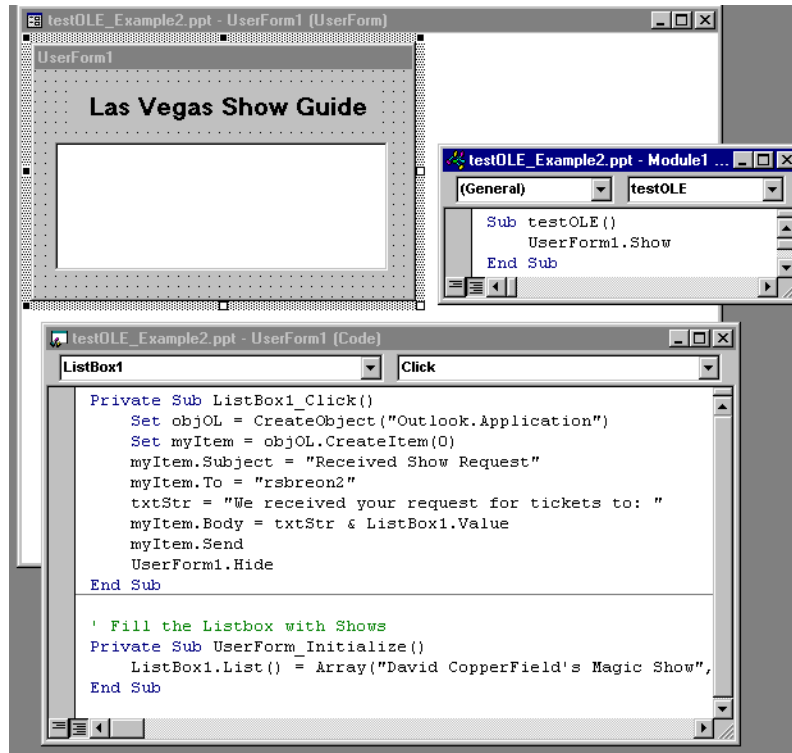 testOLE_Example2.ppt - UserForm1 (UserForm)
UserForm1
Las Vegas Show Guide
testOLE_Example2.ppt - Module1 ...
(General)
testOLE
Sub testOLE()
    UserForm1.Show
End Sub
testOLE_Example2.ppt - UserForm1 (Code)
ListBox1
Click
Private Sub ListBox1_Click()
    Set objOL = CreateObject("Outlook.Application")
    Set myItem = objOL.CreateItem(0)
    myItem.Subject = "Received Show Request"
    myItem.To = "rsbreon2"
    txtStr = "We received your request for tickets to: "
    myItem.Body = txtStr & ListBox1.Value
    myItem.Send
    UserForm1.Hide
End Sub
' Fill the Listbox with Shows
Private Sub UserForm_Initialize()
    ListBox1.List() = Array("David CopperField's Magic Show",
End Sub